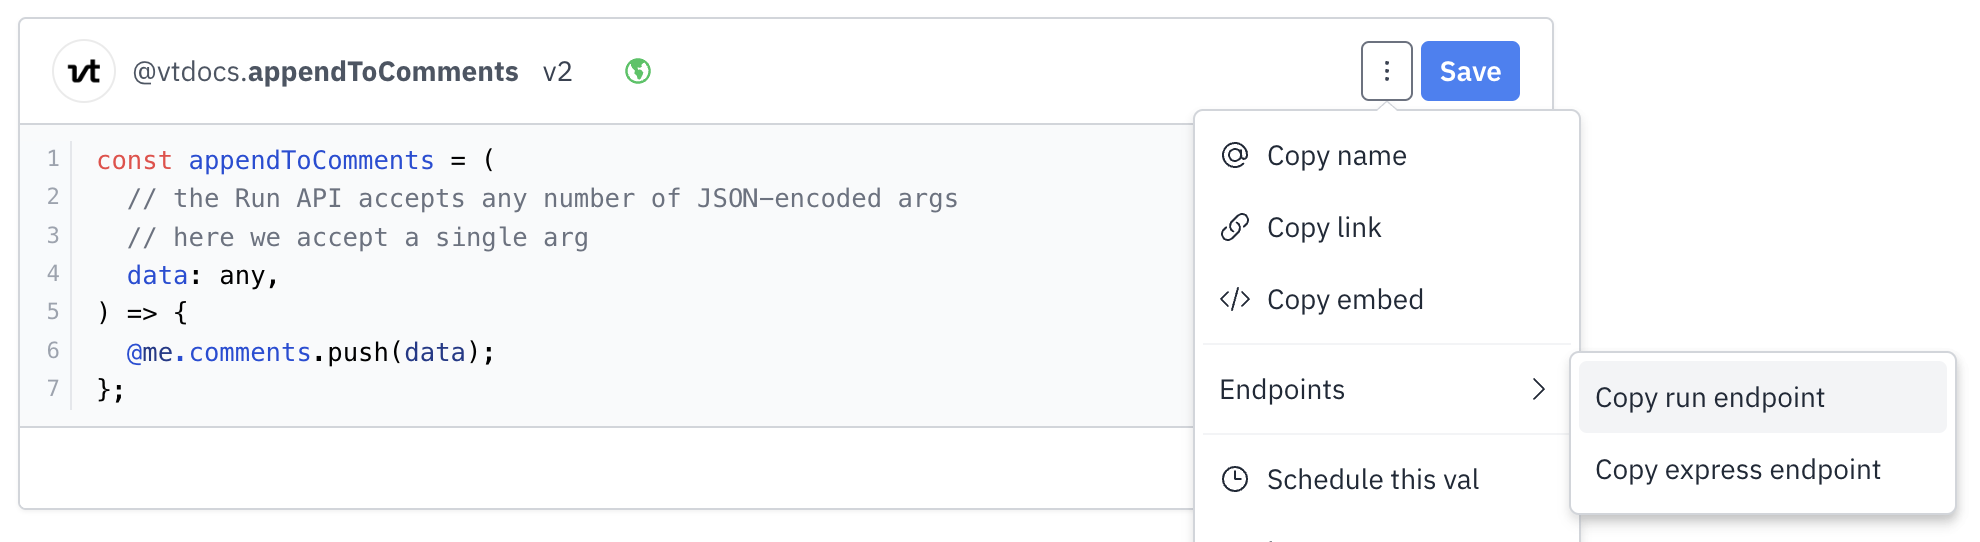 vt @vtdocs.appendToComments v2 Save
1 const appendToComments = (
2 // the Run API accepts any number of JSON-encoded args
3 // here we accept a single arg
4 data: any,
5 ) => {
6 @me.comments.push(data);
7 };
Copy name
Copy link
Copy embed
Endpoints
Copy run endpoint
Copy express endpoint
Schedule this val